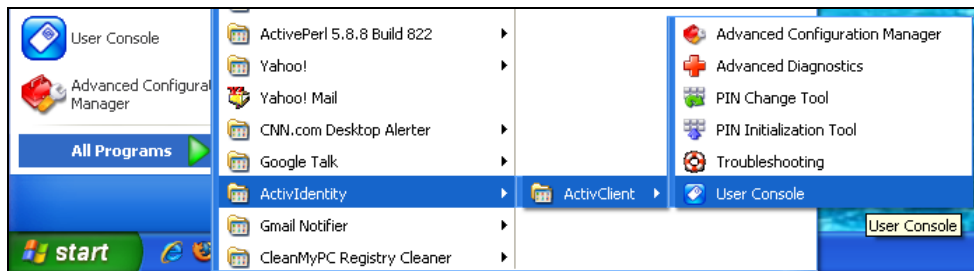 User Console
Advanced Configurat
Manager
All Programs
start
ActivePerl 5.8.8 Build 822
Yahoo!
Yahoo! Mail
CNN.com Desktop Alerter
Google Talk
ActivIdentity
Gmail Notifier
CleanMyPC Registry Cleaner
ActivClient
Advanced Configuration Manager
Advanced Diagnostics
PIN Change Tool
PIN Initialization Tool
Troubleshooting
User Console
User Console